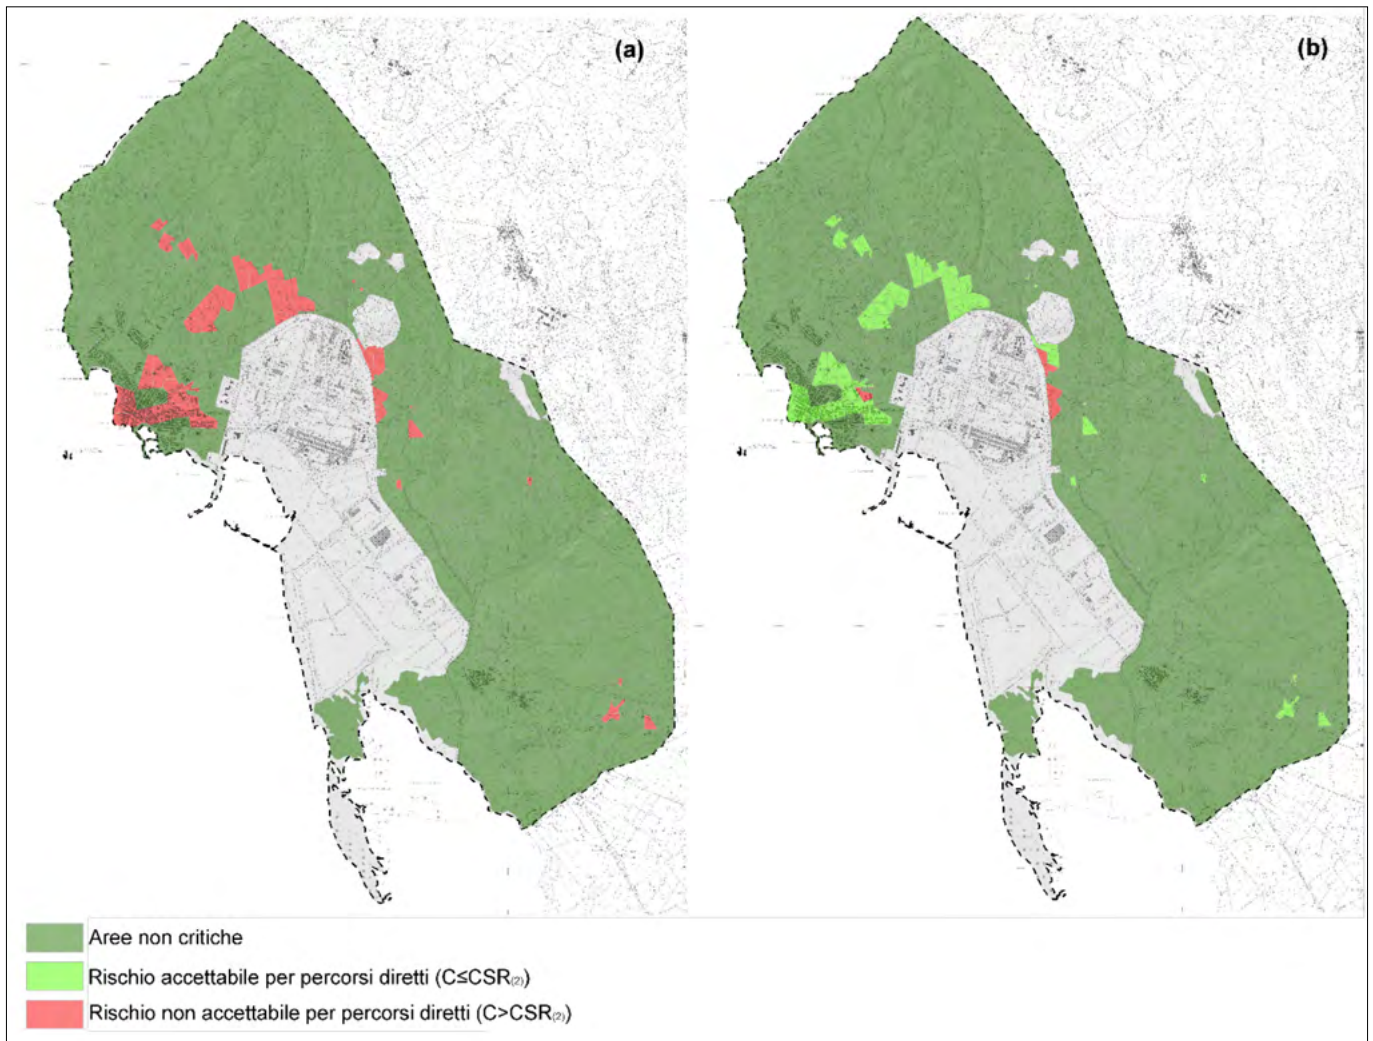 (a)
(b)
Aree non critiche
Rischio accettabile per percorsi diretti (C≤CSR(2))
Rischio non accettabile per percorsi diretti (C>CSR(2))